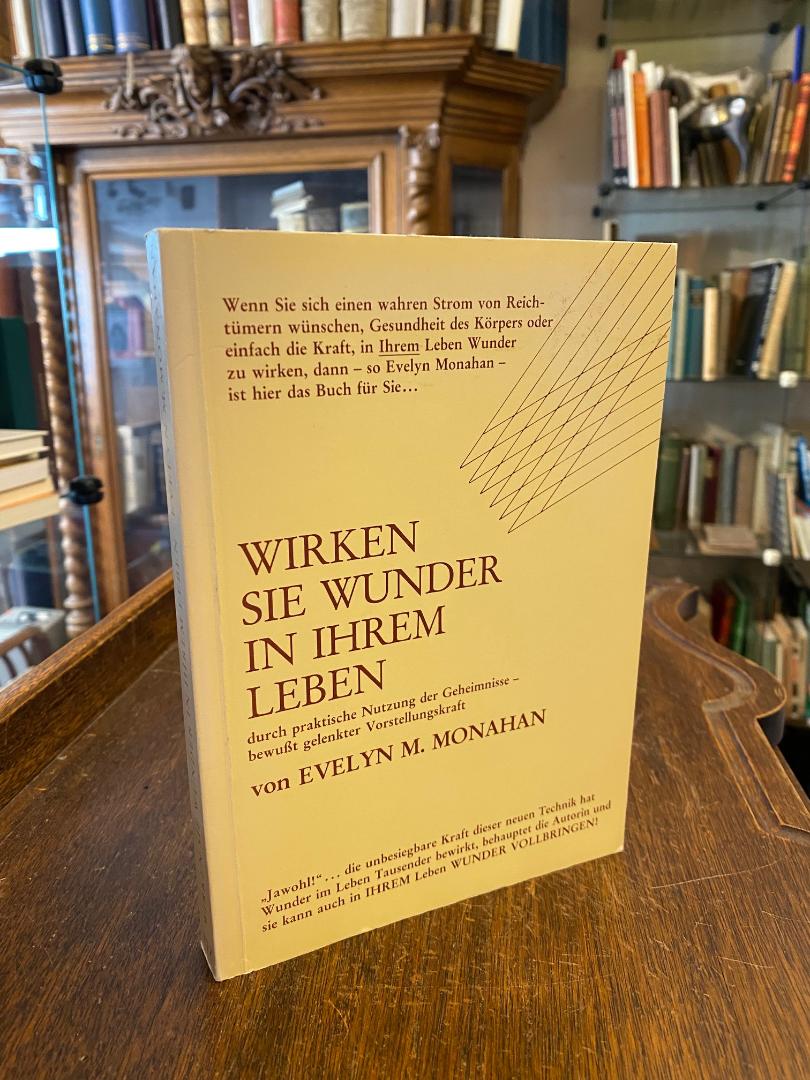 Wenn Sie sich einen wahren Strom von Reich-
tümern wünschen, Gesundheit des Körpers oder
einfach die Kraft, in Ihrem Leben Wunder
zu wirken, dann – so Evelyn Monahan –
ist hier das Buch für Sie…
WIRKEN
SIE WUNDER
IN IHREM
LEBEN
durch praktische Nutzung der Geheimnisse –
bewußt gelenkter Vorstellungskraft
von EVELYN M. MONAHAN
„Jawohl!“… die unbesiegbare Kraft dieser neuen Technik hat
Wunder im Leben Tausender bewirkt, behauptet die Autorin und
sie kann auch in IHREM Leben WUNDER VOLLBRINGEN!